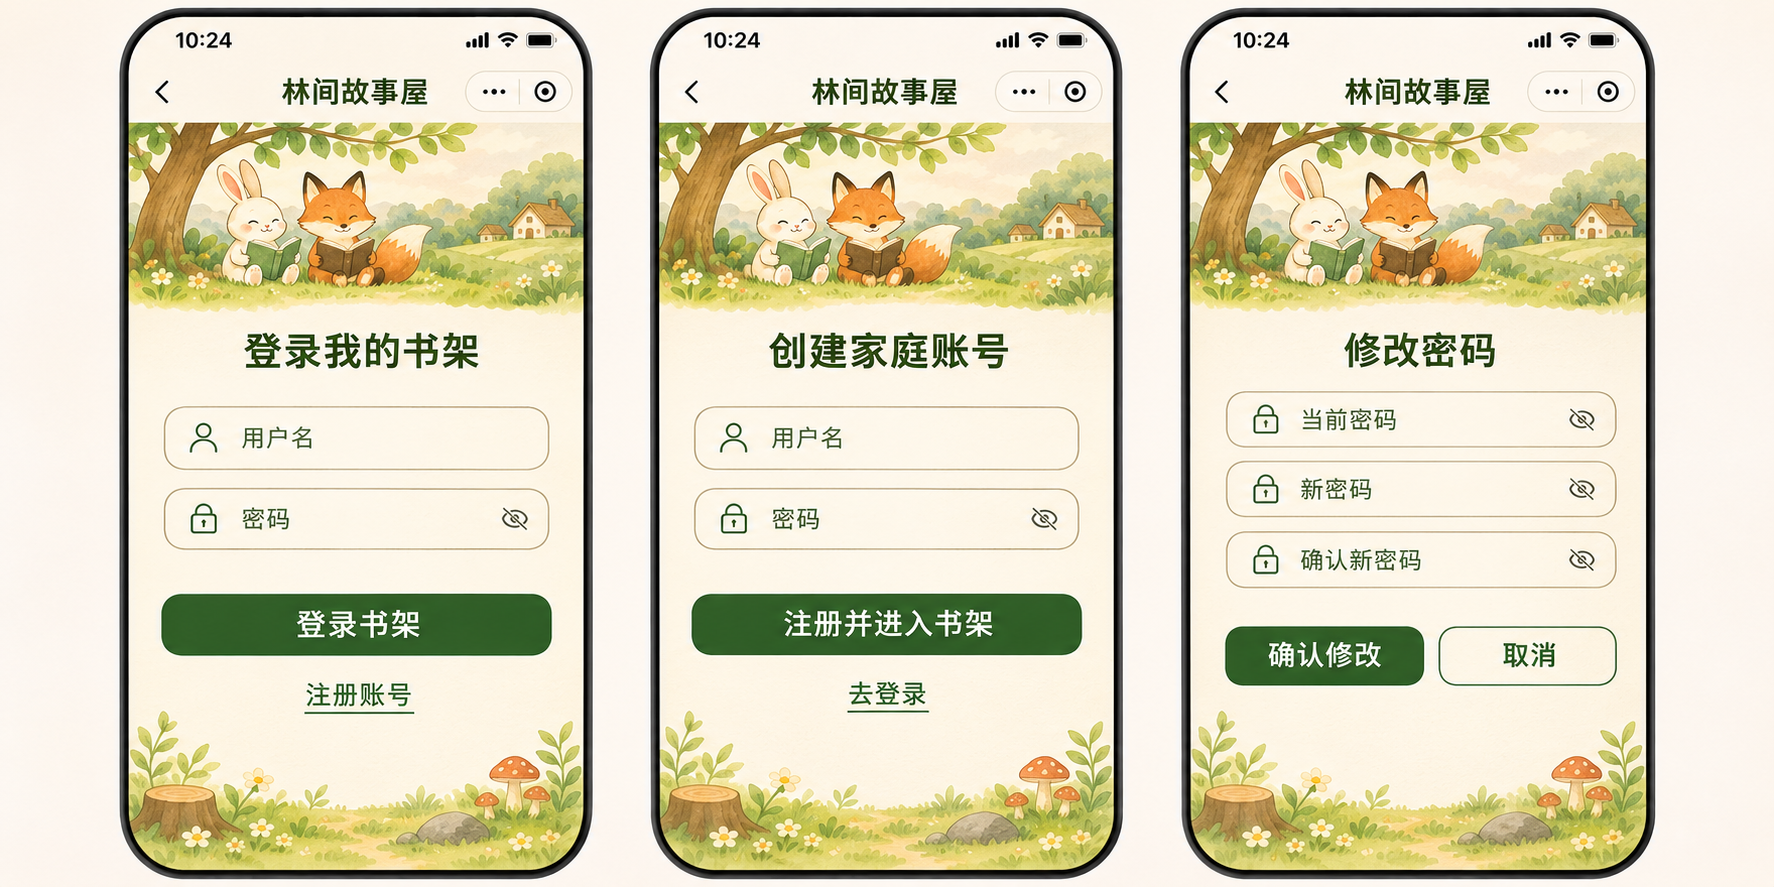 10:24
林间故事屋
登录我的书架
用户名
密码
登录书架
注册账号
10:24
林间故事屋
创建家庭账号
用户名
密码
注册并进入书架
去登录
10:24
林间故事屋
修改密码
当前密码
新密码
确认新密码
确认修改
取消